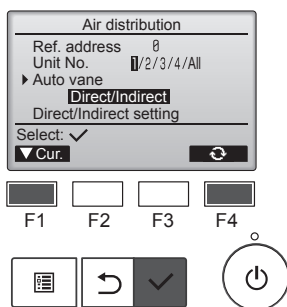 Air distribution
Ref. address 0
Unit No. 1/2/3/4/All
Auto vane
Direct/Indirect
Direct/Indirect setting
Select: ✓
▼Cur.
F1 F2 F3 F4